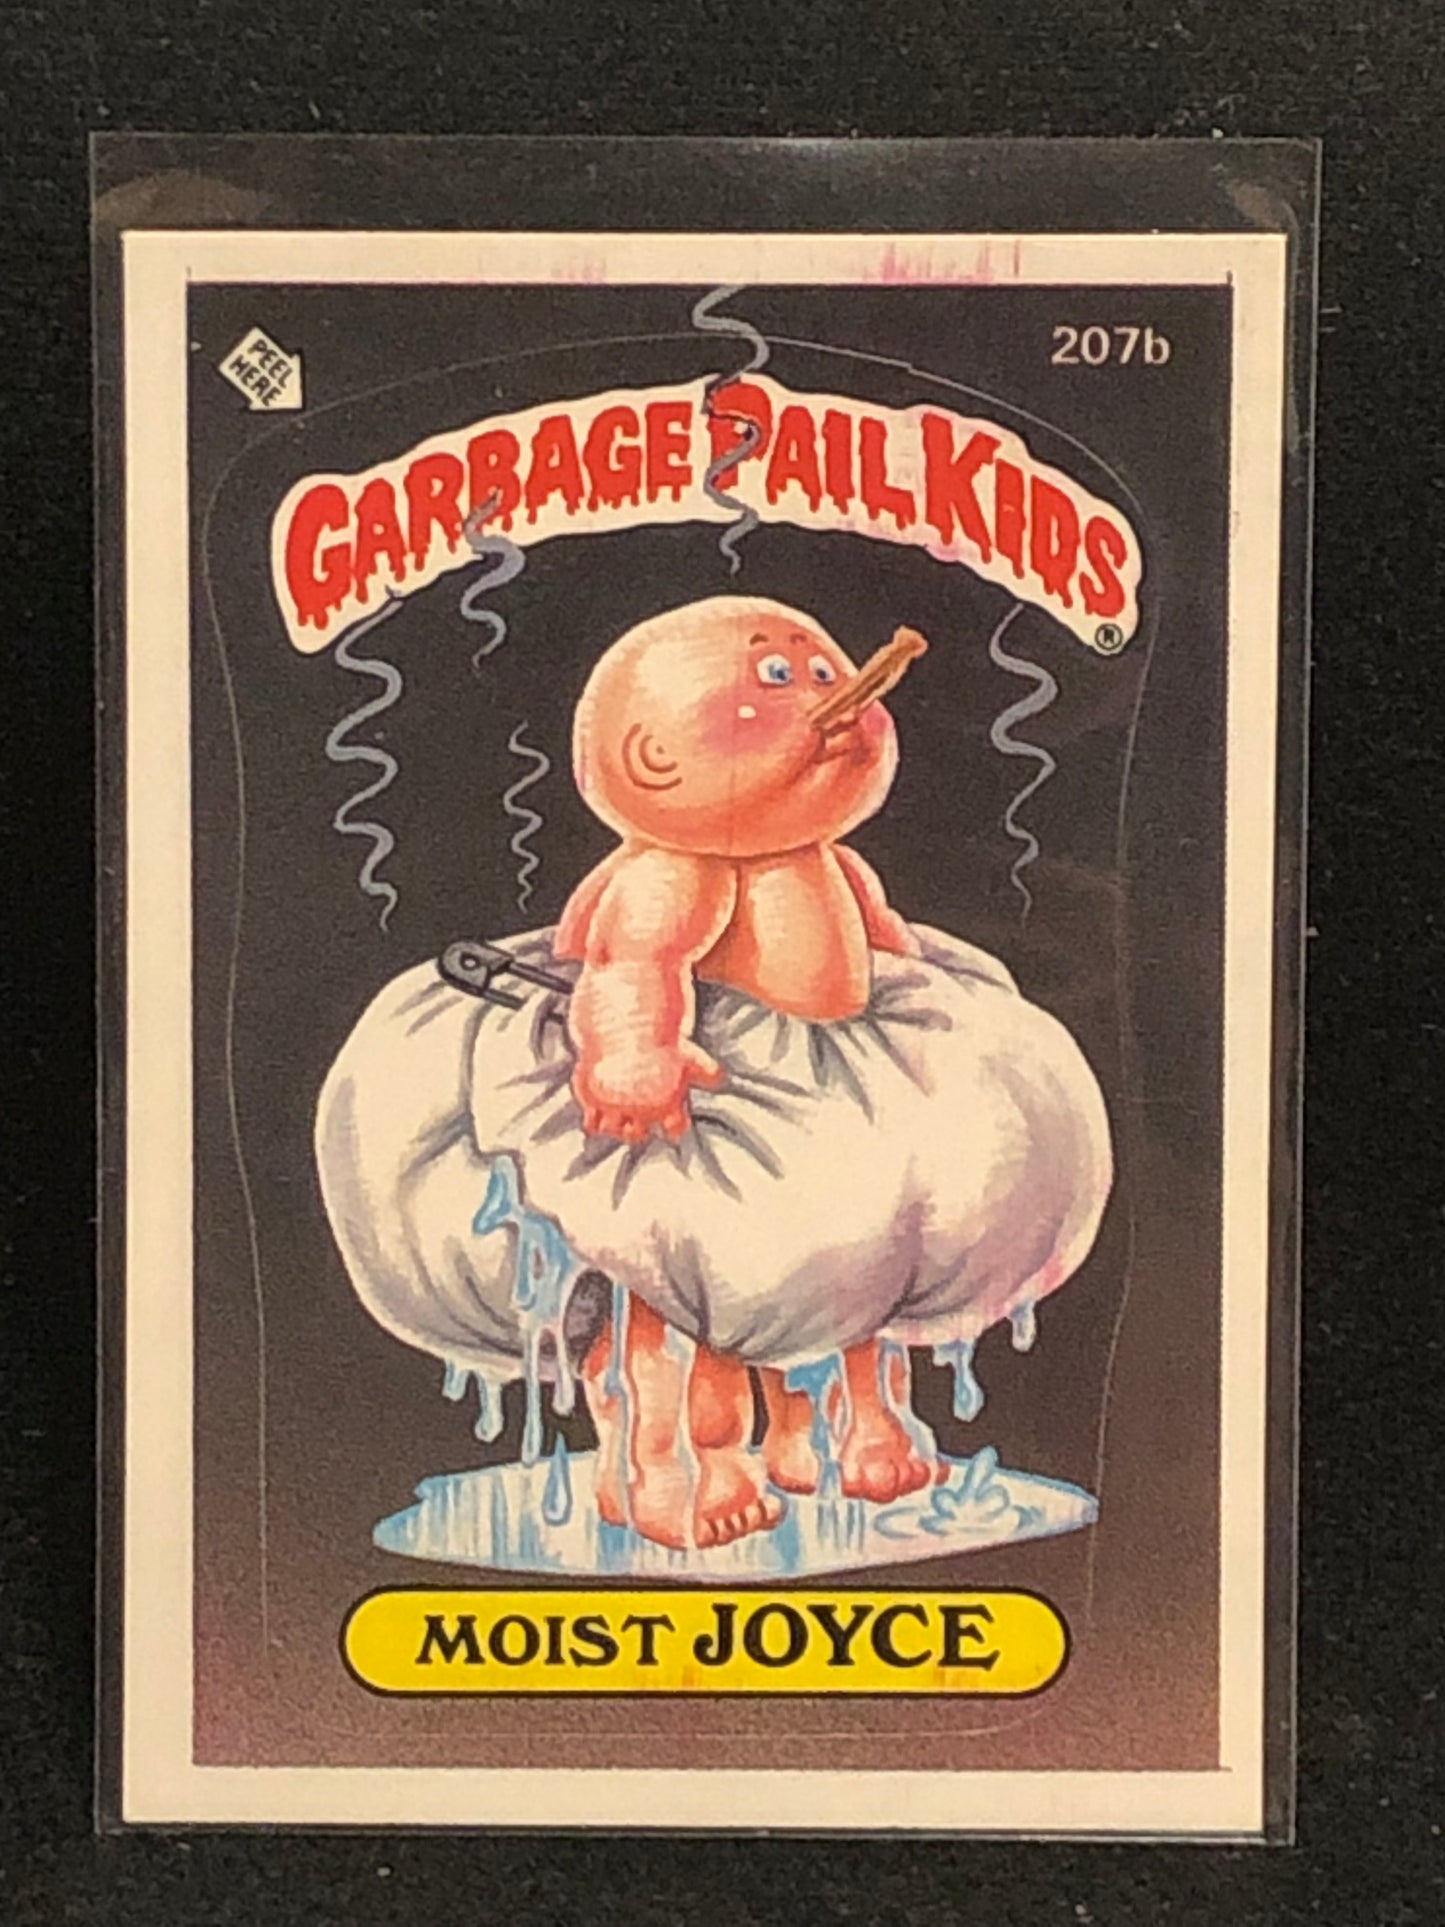 PEEL
HERE
207b
GARBAGE PAIL KIDS
®
MOIST JOYCE